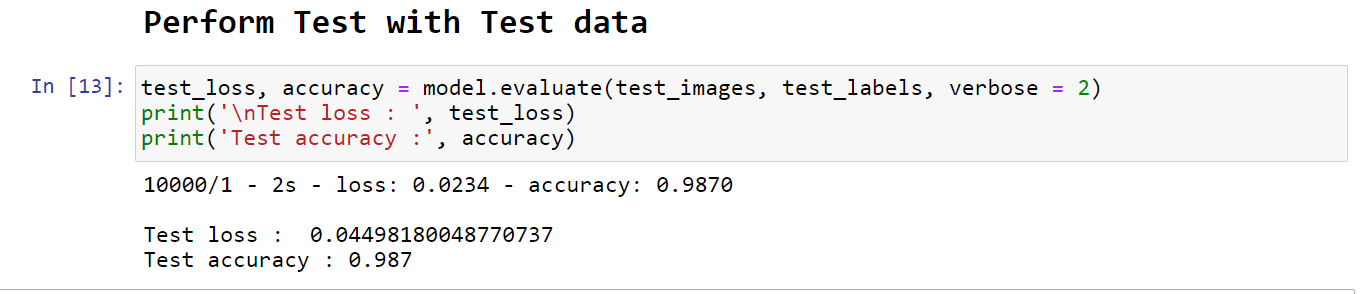 Perform Test with Test data
In [13]: test_loss, accuracy = model.evaluate(test_images, test_labels, verbose = 2)
print('\nTest loss : ', test_loss)
print('Test accuracy :', accuracy)
10000/1 - 2s - loss: 0.0234 - accuracy: 0.9870
Test loss :  0.04498180048770737
Test accuracy : 0.987